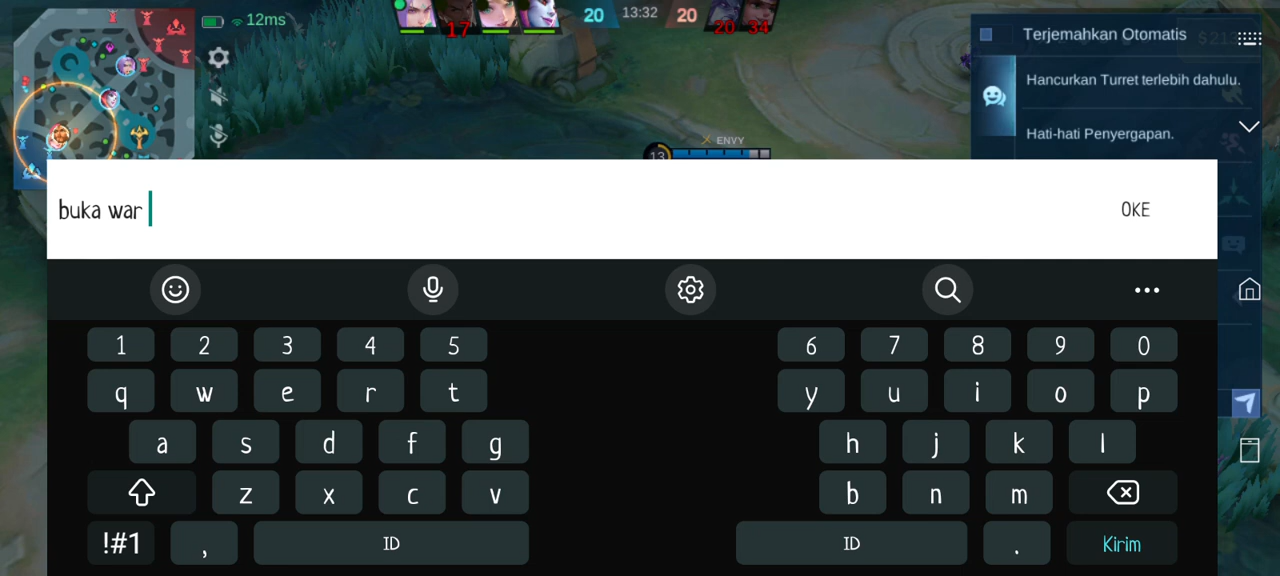 12ms
17
20
13:32
20
20
34
Terjemahkan Otomatis
Hancurkan Turret terlebih dahulu.
Hati-hati Penyergapan.
13
ENVY
buka war
OKE
1 2 3 4 5 6 7 8 9 0
q w e r t y u i o p
a s d f g h j k l
z x c v b n m
!#1 , ID ID . Kirim